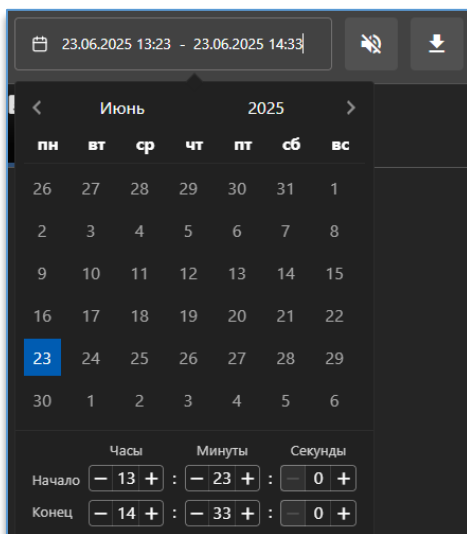 23.06.2025 13:23 - 23.06.2025 14:33
Июнь 2025
пн вт ср чт пт сб вс
26 27 28 29 30 31 1
2 3 4 5 6 7 8
9 10 11 12 13 14 15
16 17 18 19 20 21 22
23 24 25 26 27 28 29
30 1 2 3 4 5 6
Часы Минуты Секунды
Начало − 13 + : − 23 + : − 0 +
Конец − 14 + : − 33 + : − 0 +